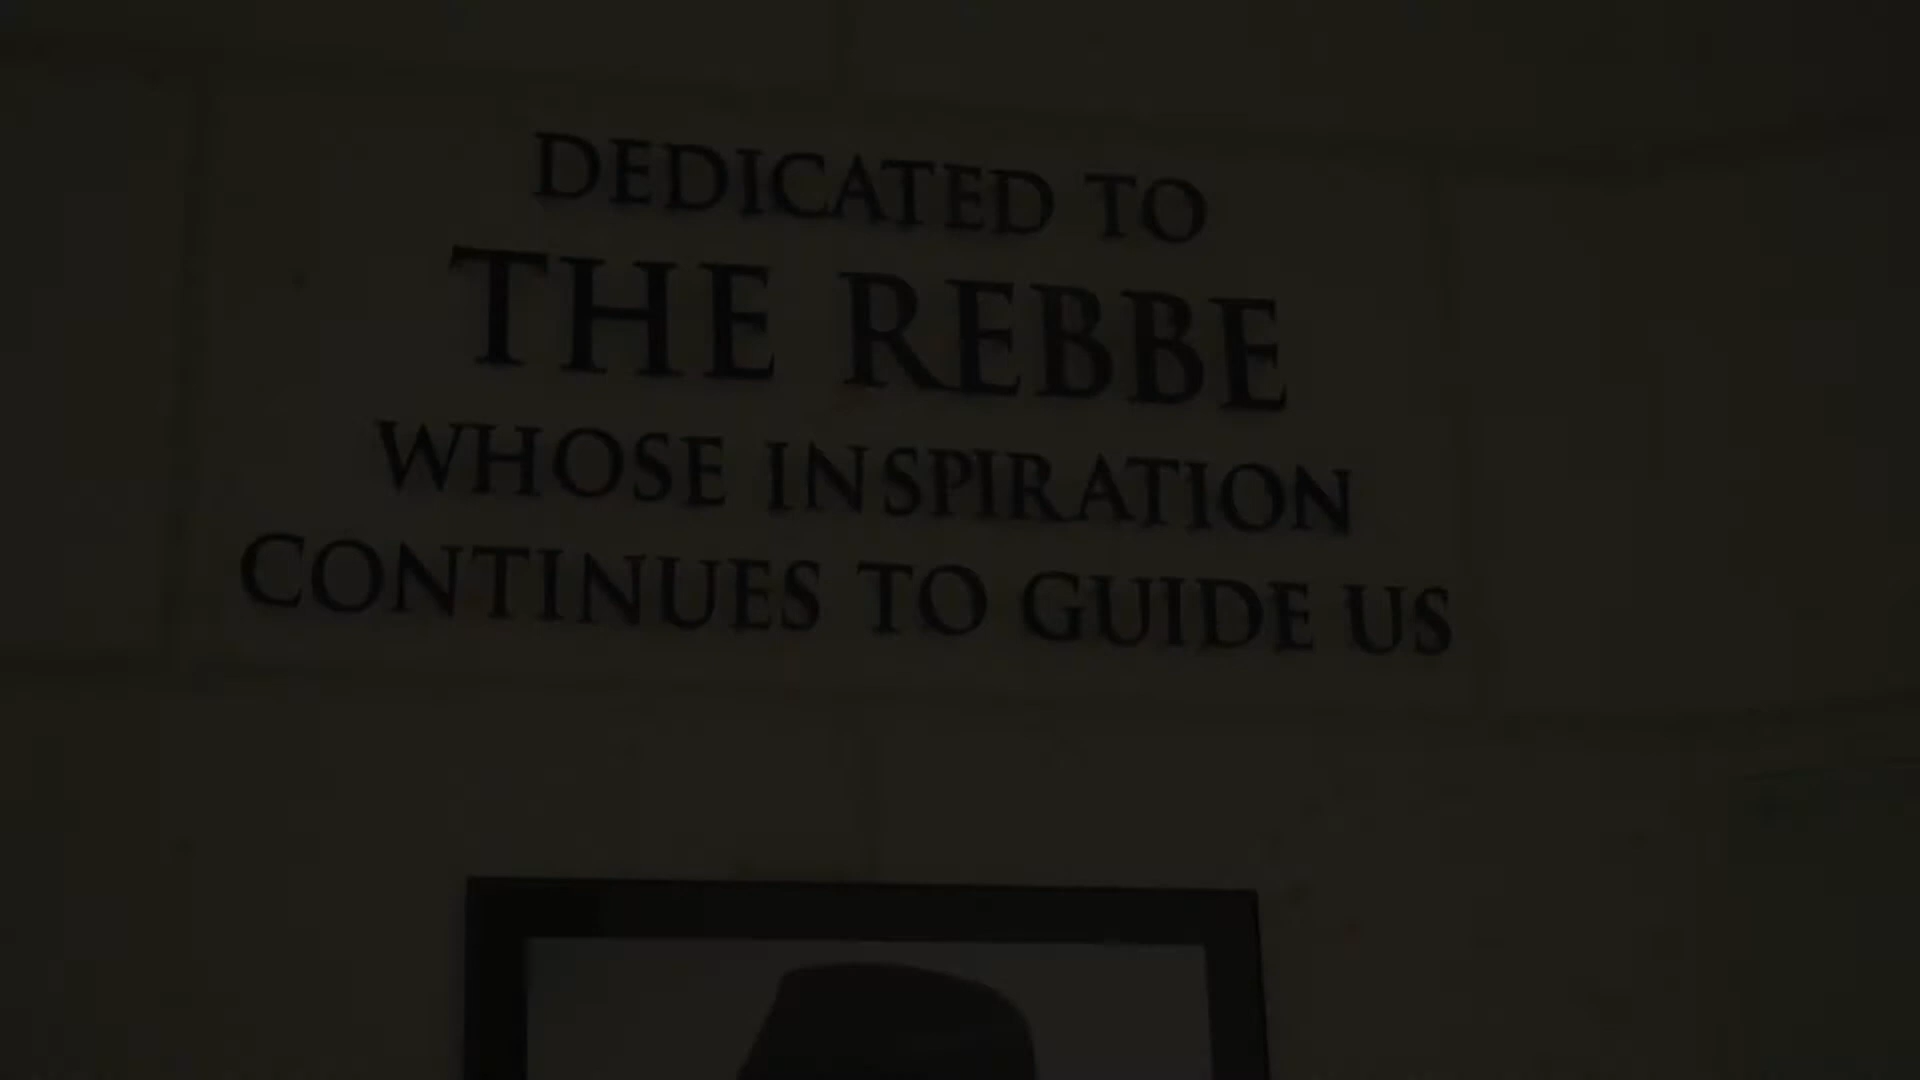 DEDICATED TO
THE REBBE
WHOSE INSPIRATION
CONTINUES TO GUIDE US